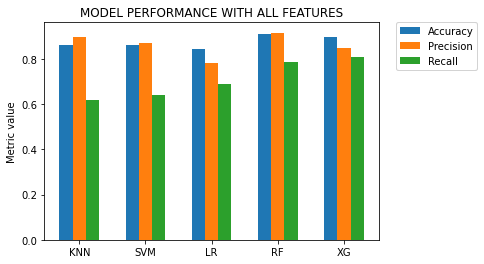 MODEL PERFORMANCE WITH ALL FEATURES
Accuracy
Precision
Recall
Metric value
0.8
0.6
0.4
0.2
0.0
KNN SVM LR RF XG